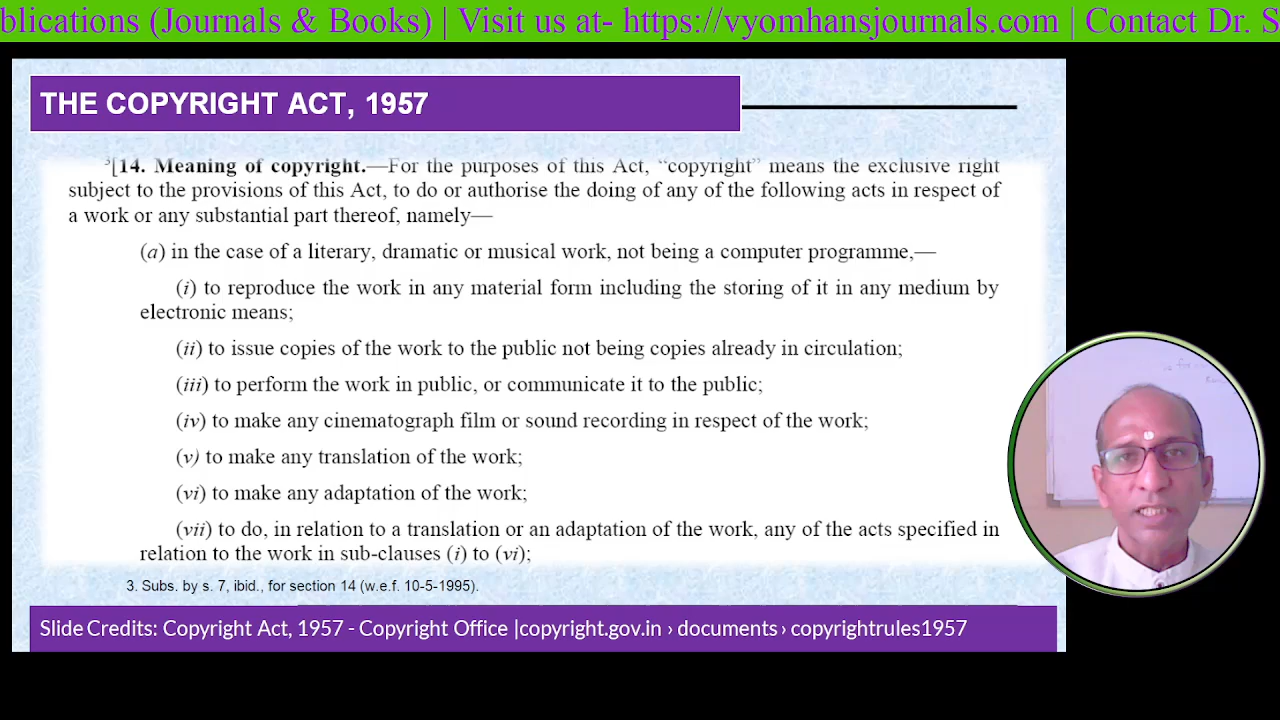 blications (Journals & Books) | Visit us at- https://vyomhansjournals.com | Contact Dr. S
THE COPYRIGHT ACT, 1957
³[14. Meaning of copyright.—For the purposes of this Act, “copyright” means the exclusive right
subject to the provisions of this Act, to do or authorise the doing of any of the following acts in respect of
a work or any substantial part thereof, namely—
(a) in the case of a literary, dramatic or musical work, not being a computer programme,—
(i) to reproduce the work in any material form including the storing of it in any medium by
electronic means;
(ii) to issue copies of the work to the public not being copies already in circulation;
(iii) to perform the work in public, or communicate it to the public;
(iv) to make any cinematograph film or sound recording in respect of the work;
(v) to make any translation of the work;
(vi) to make any adaptation of the work;
(vii) to do, in relation to a translation or an adaptation of the work, any of the acts specified in
relation to the work in sub-clauses (i) to (vi);
3. Subs. by s. 7, ibid., for section 14 (w.e.f. 10-5-1995).
Slide Credits: Copyright Act, 1957 - Copyright Office |copyright.gov.in › documents › copyrightrules1957